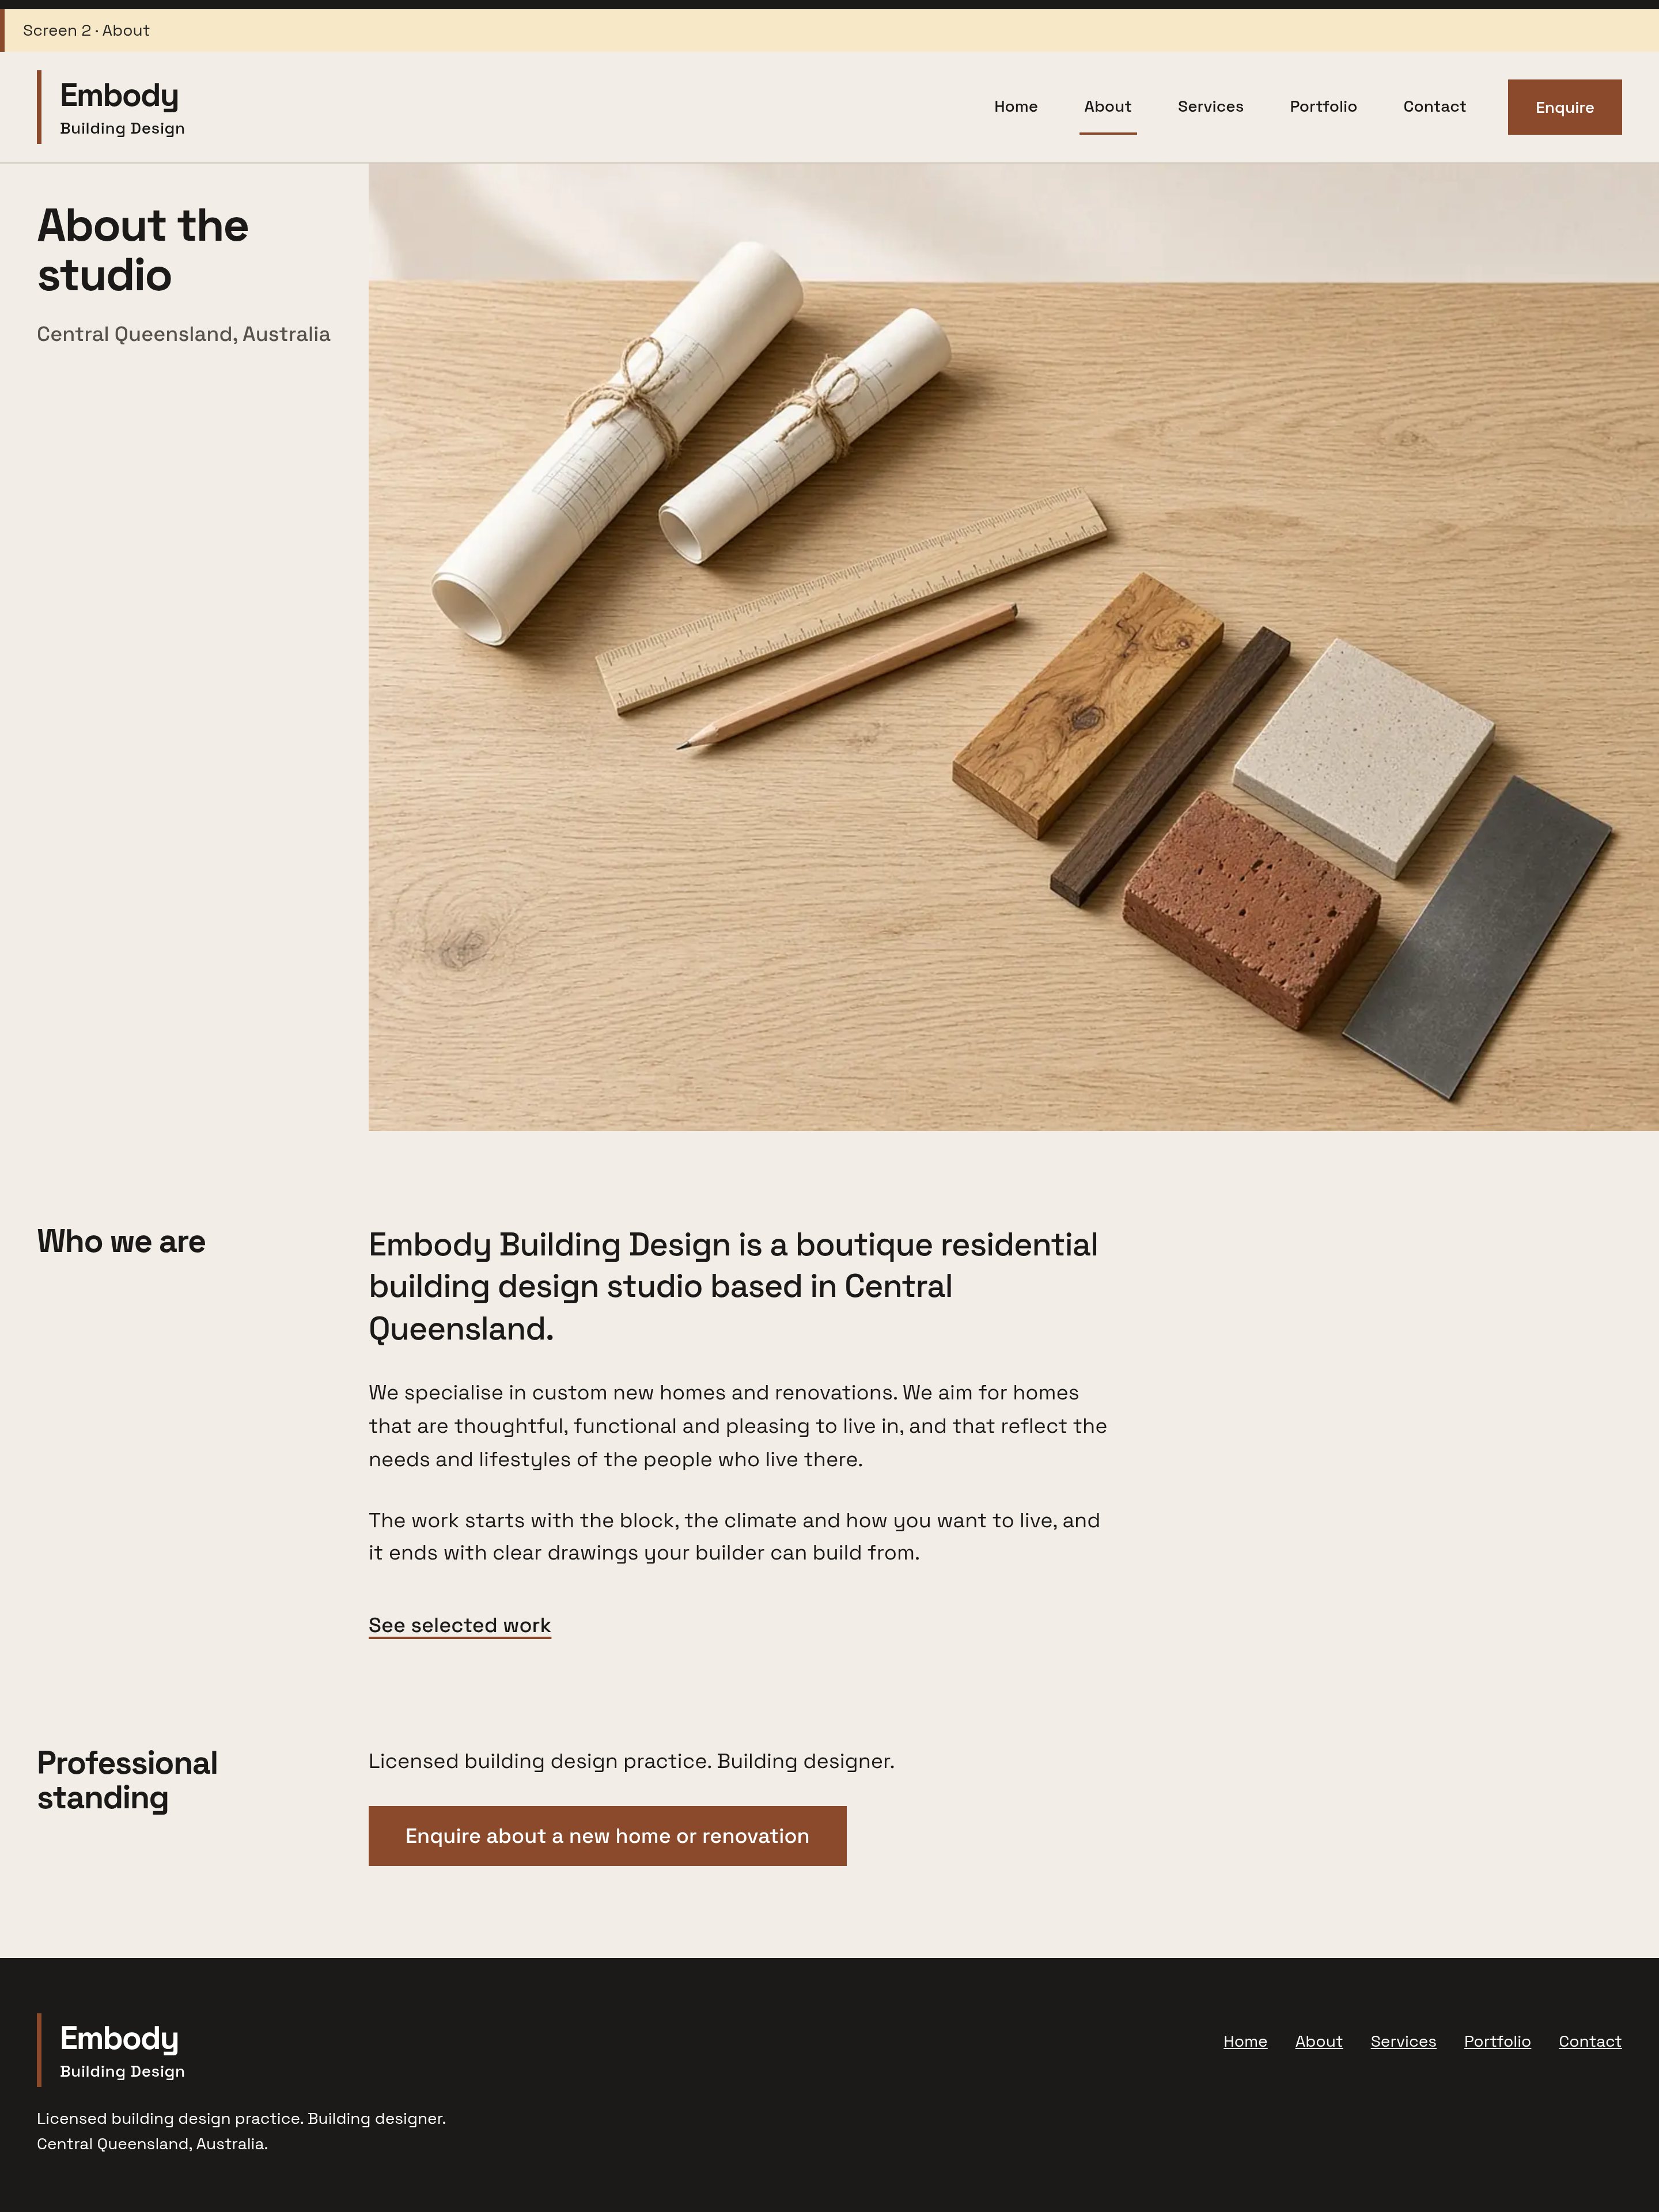 Screen 2 · About
Embody
Building Design
Home About Services Portfolio Contact Enquire
About the
studio
Central Queensland, Australia
Who we are
Embody Building Design is a boutique residential
building design studio based in Central
Queensland.
We specialise in custom new homes and renovations. We aim for homes
that are thoughtful, functional and pleasing to live in, and that reflect the
needs and lifestyles of the people who live there.
The work starts with the block, the climate and how you want to live, and
it ends with clear drawings your builder can build from.
See selected work
Professional
standing
Licensed building design practice. Building designer.
Enquire about a new home or renovation
Embody
Building Design
Home About Services Portfolio Contact
Licensed building design practice. Building designer.
Central Queensland, Australia.